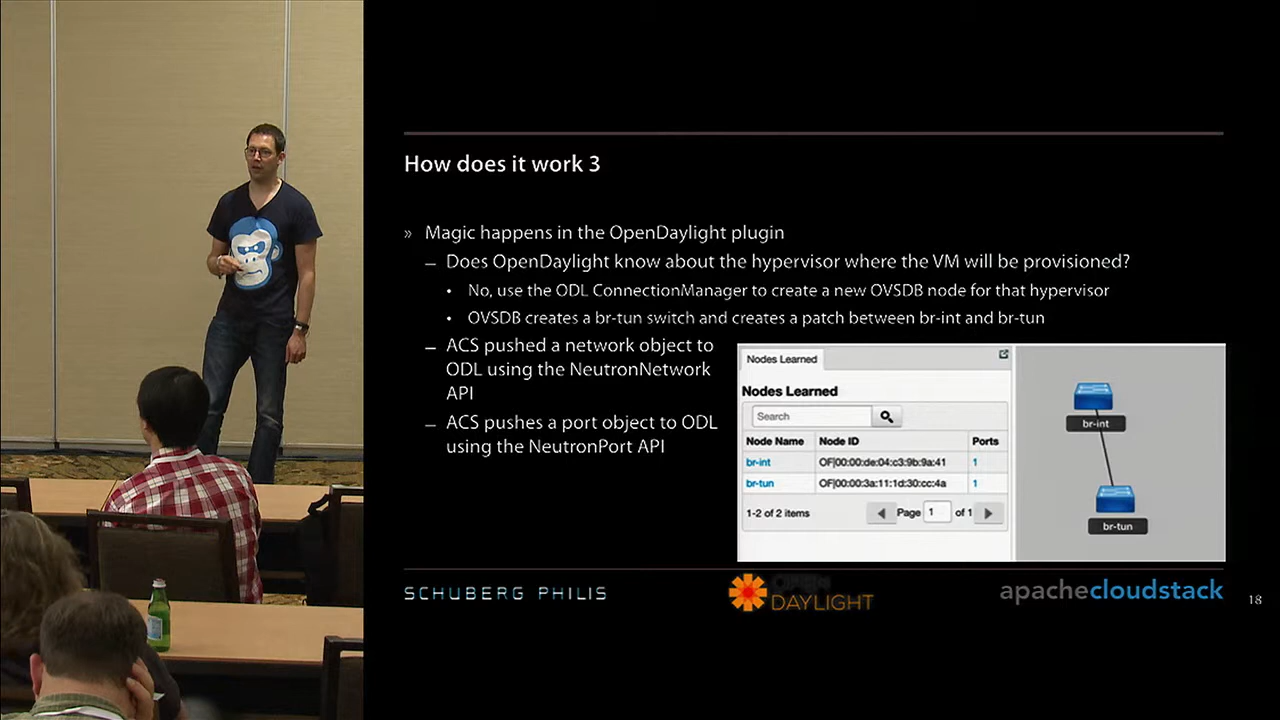 How does it work 3
» Magic happens in the OpenDaylight plugin
– Does OpenDaylight know about the hypervisor where the VM will be provisioned?
• No, use the ODL ConnectionManager to create a new OVSDB node for that hypervisor
• OVSDB creates a br-tun switch and creates a patch between br-int and br-tun
– ACS pushed a network object to
ODL using the NeutronNetwork
API
– ACS pushes a port object to ODL
using the NeutronPort API
Nodes Learned
Nodes Learned
Search
Node Name Node ID Ports
br-int OF|00:00:de:04:c3:9b:9a:41 1
br-tun OF|00:00:3a:11:1d:30:cc:4a 1
1-2 of 2 items Page 1 of 1
br-int
br-tun
SCHUBERG PHILIS
OPEN
DAYLIGHT
apachecloudstack
18